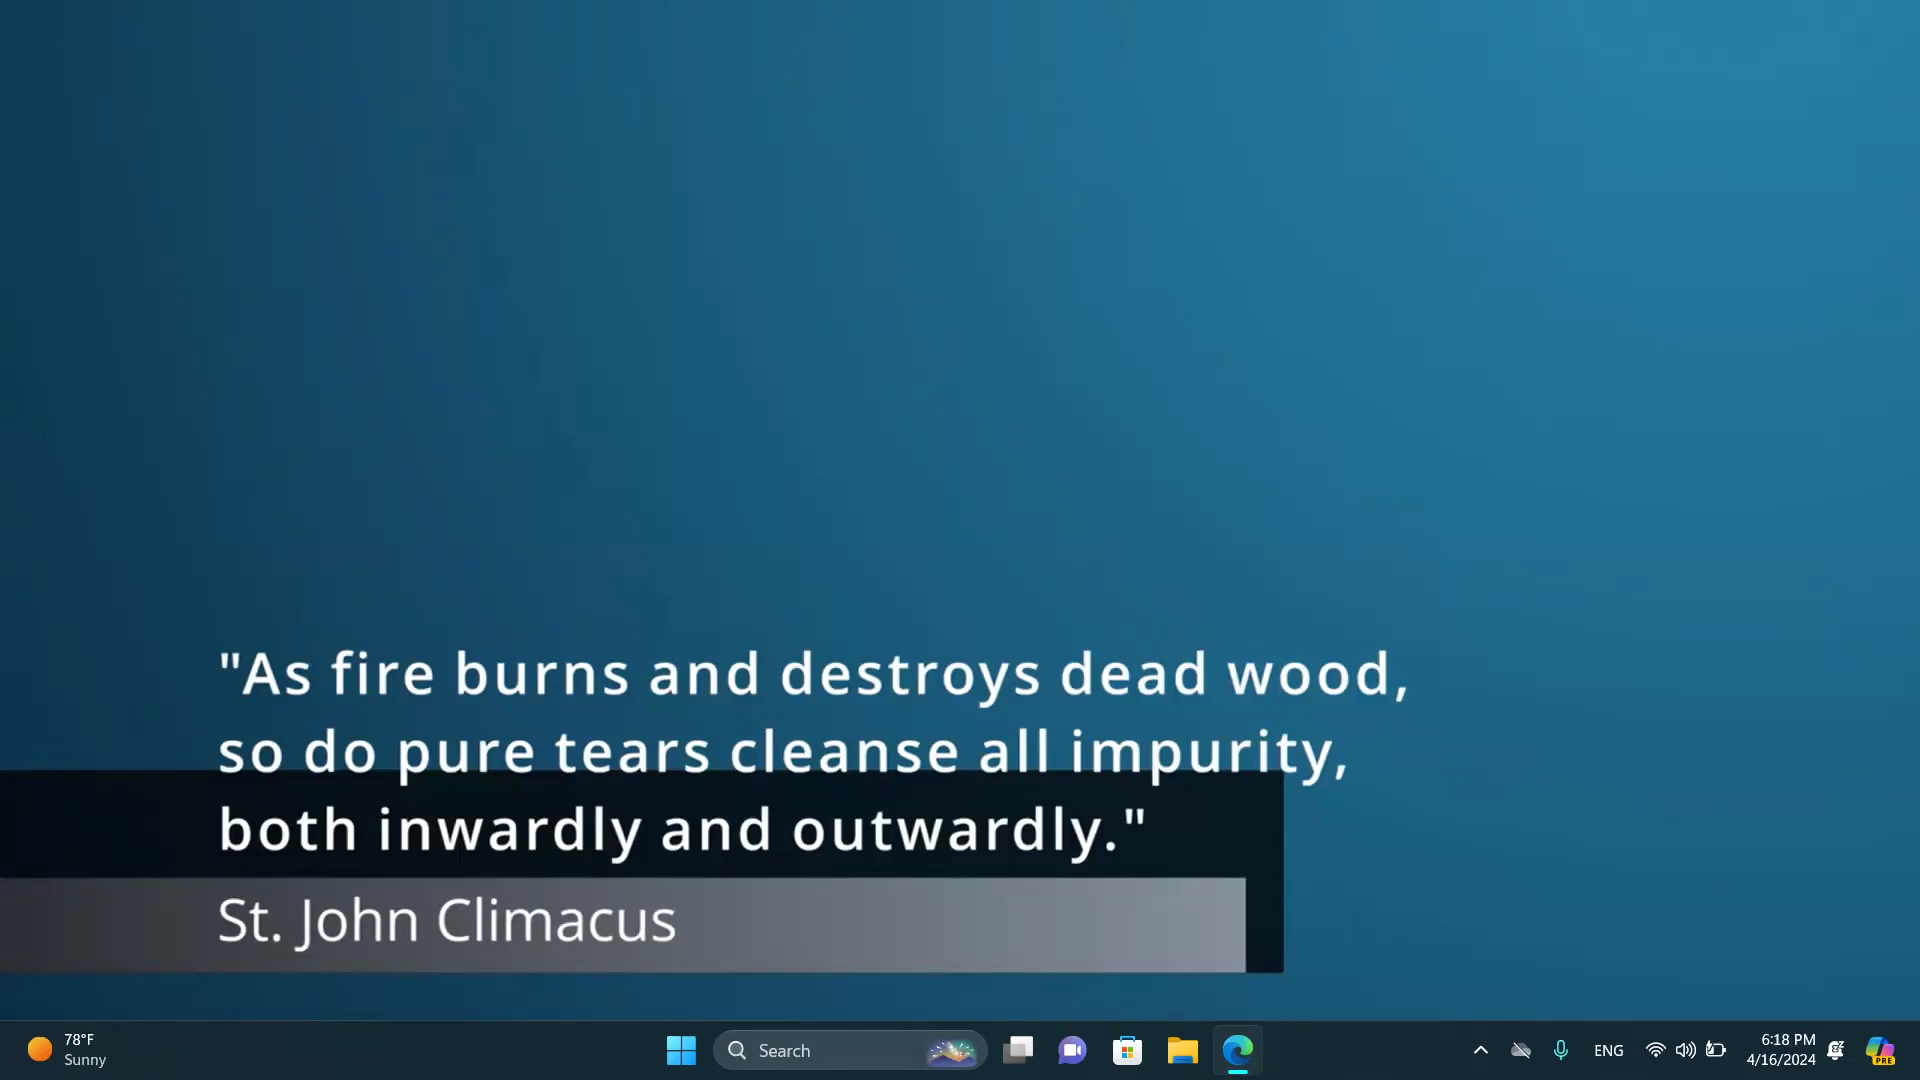 "As fire burns and destroys dead wood,
so do pure tears cleanse all impurity,
both inwardly and outwardly."
St. John Climacus
78°F
Sunny
Search
ENG
6:18 PM
4/16/2024
PRE